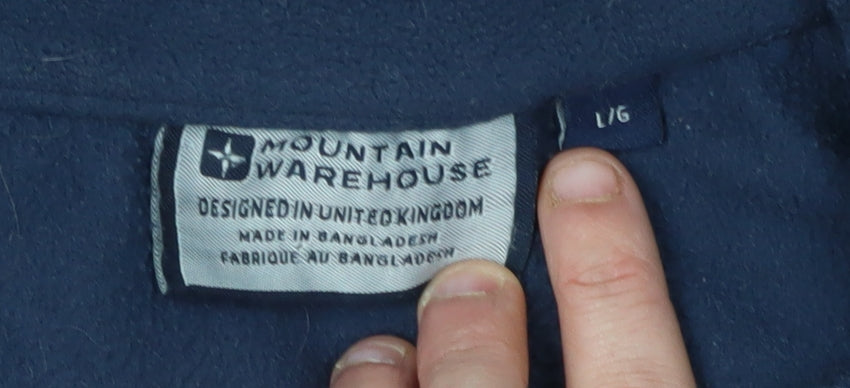 MOUNTAIN
WAREHOUSE
DESIGNED IN UNITED KINGDOM
MADE IN BANGLADESH
FABRIQUE AU BANGLADESH
L/G